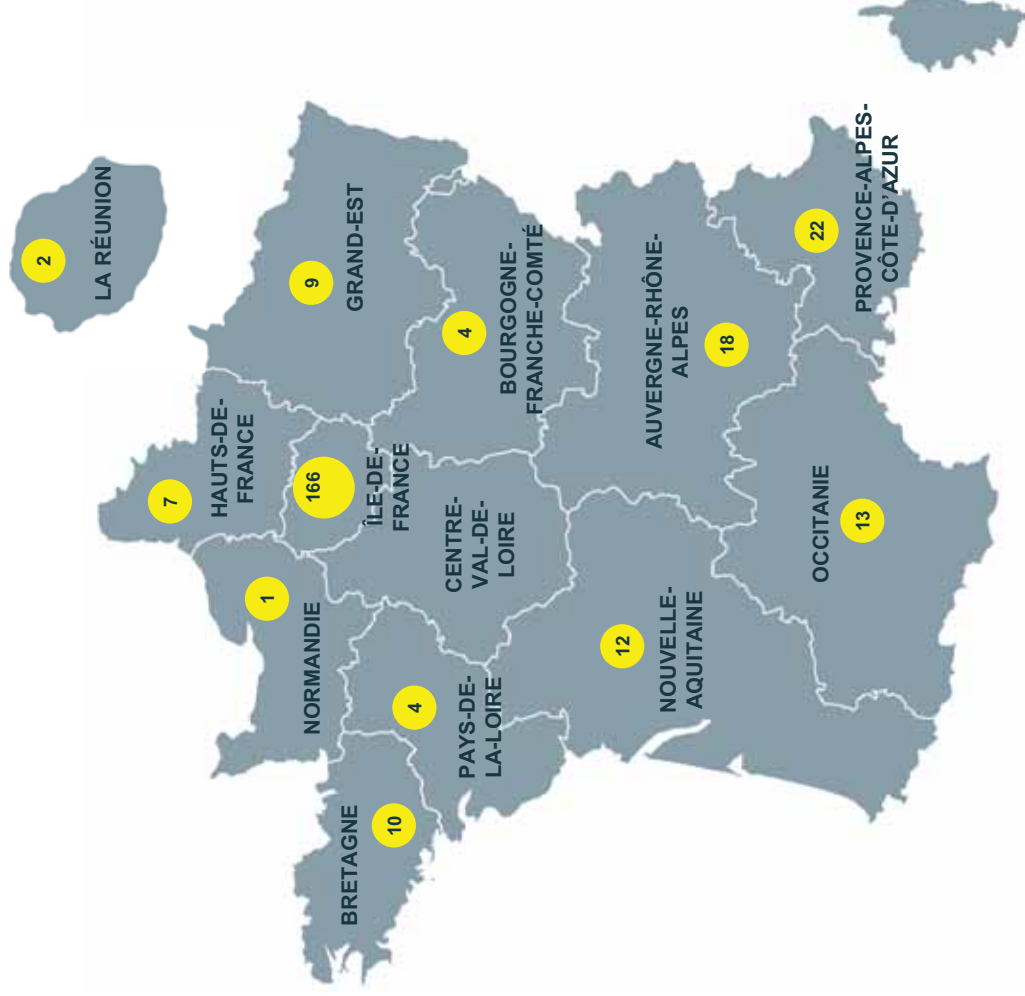 2
LA RÉUNION
7
HAUTS-DE-
FRANCE
166
ÎLE-DE-
FRANCE
9
GRAND-EST
1
NORMANDIE
10
BRETAGNE
4
PAYS-DE-
LA-LOIRE
CENTRE-
VAL-DE-
LOIRE
4
BOURGOGNE-
FRANCHE-COMTÉ
12
NOUVELLE-
AQUITAINE
AUVERGNE-RHÔNE-
ALPES
18
13
OCCITANIE
22
PROVENCE-ALPES-
CÔTE-D'AZUR